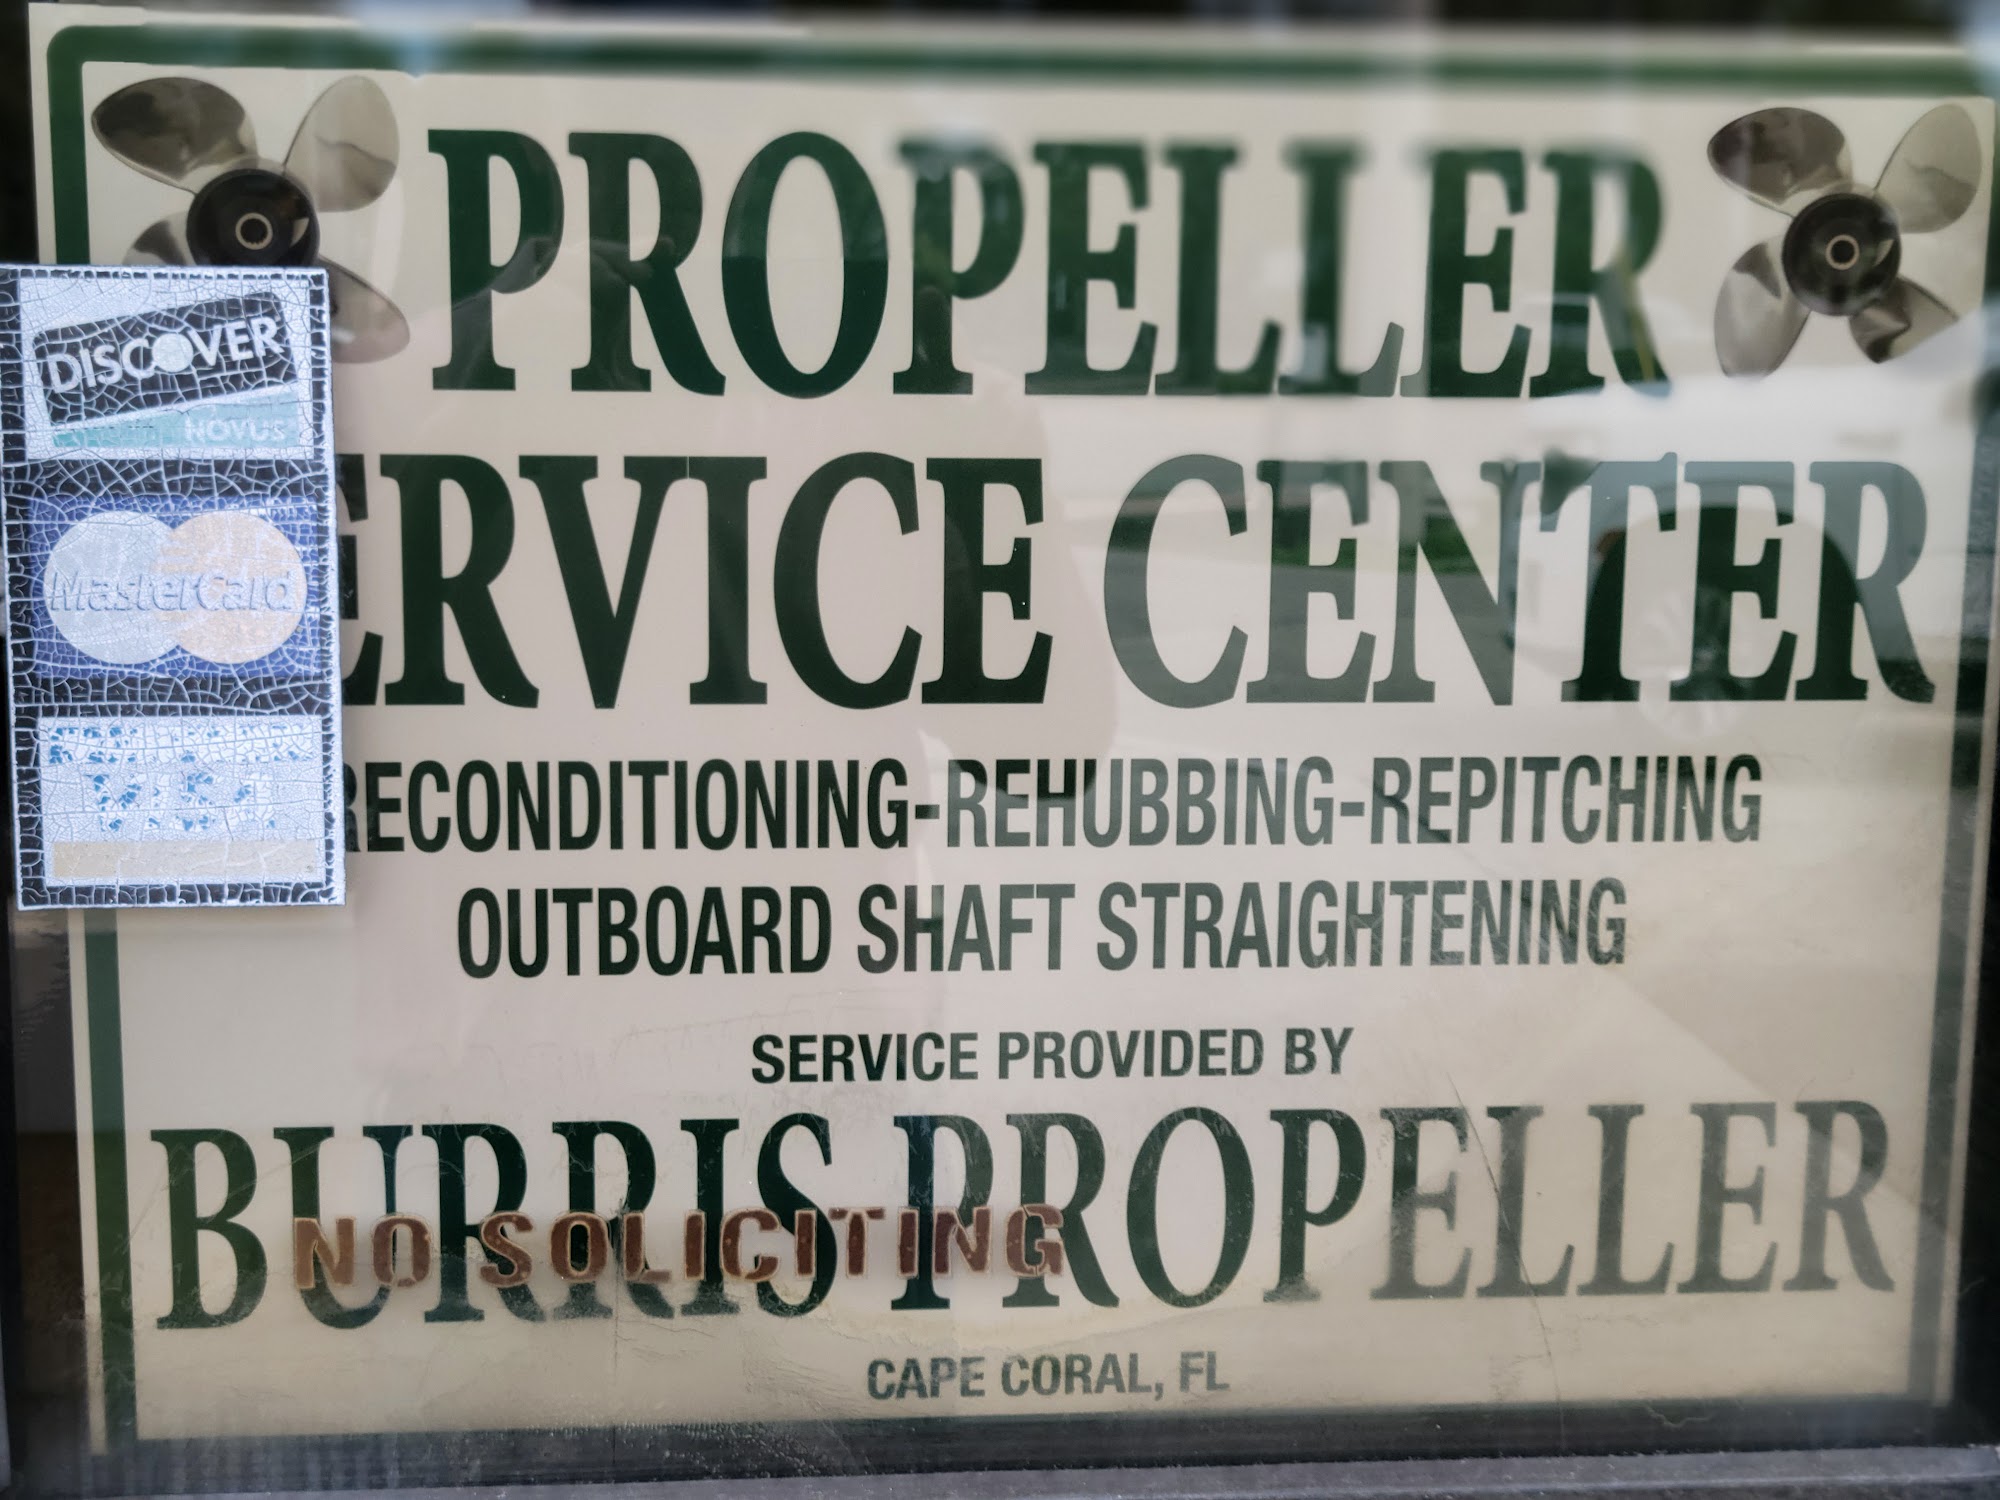 PROPELLER
DISCOVER
NOVUS
ERVICE CENTER
MasterCard
RECONDITIONING-REHUBBING-REPITCHING
VISA
OUTBOARD SHAFT STRAIGHTENING
SERVICE PROVIDED BY
BURRIS PROPELLER
NO SOLICITING
CAPE CORAL, FL